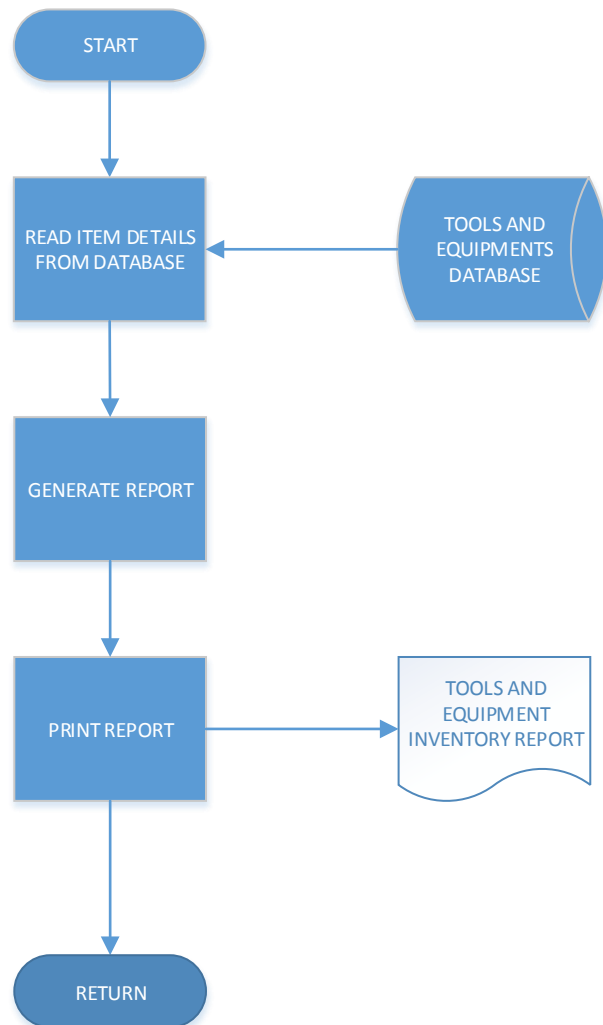 START
READ ITEM DETAILS
FROM DATABASE
TOOLS AND
EQUIPMENTS
DATABASE
GENERATE REPORT
PRINT REPORT
TOOLS AND
EQUIPMENT
INVENTORY REPORT
RETURN